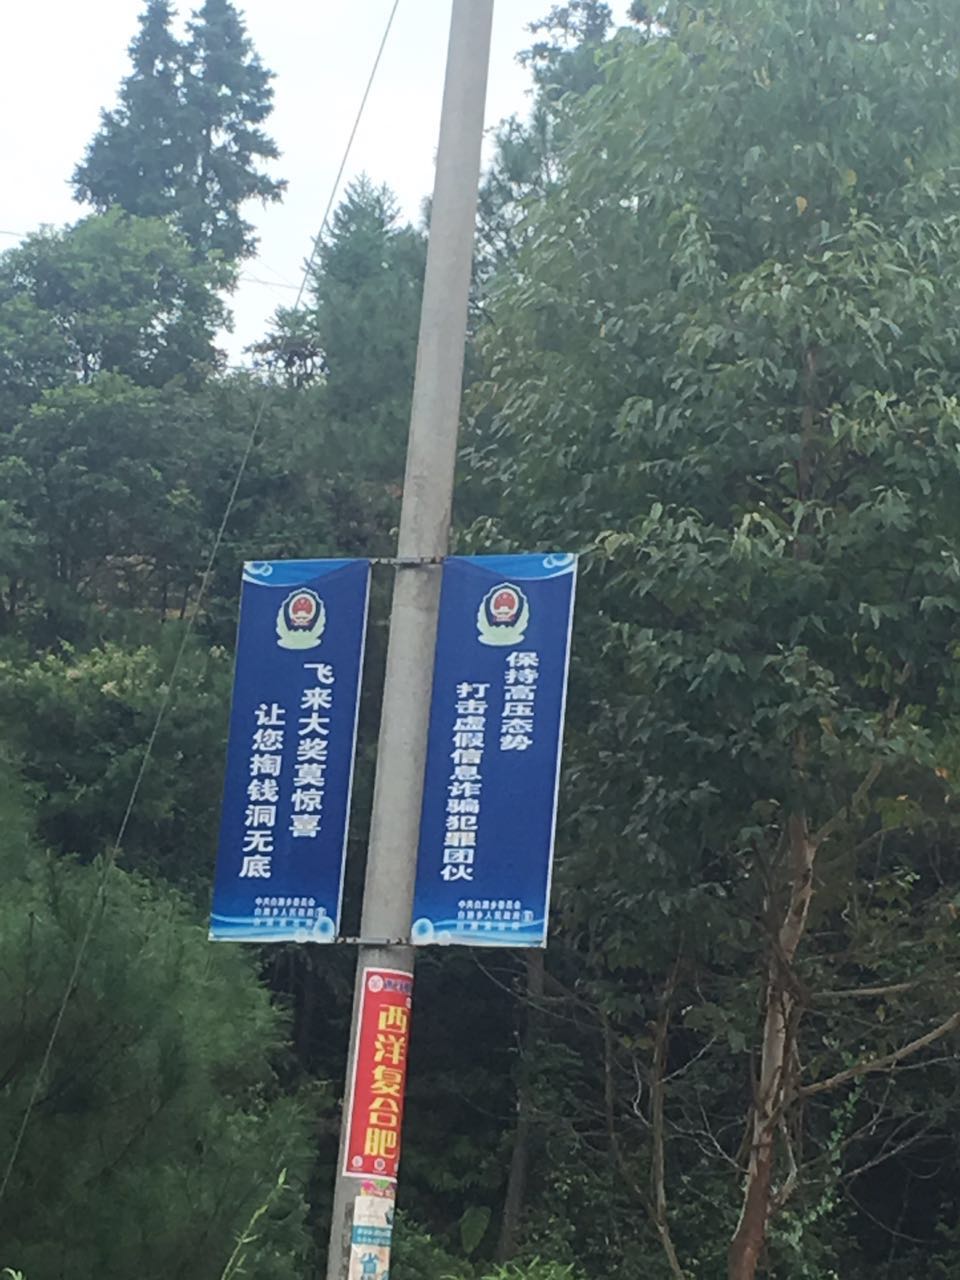 飞来大奖莫惊喜
让您掏钱洞无底
保持高压态势
打击虚假信息诈骗犯罪团伙
西洋复合肥
省